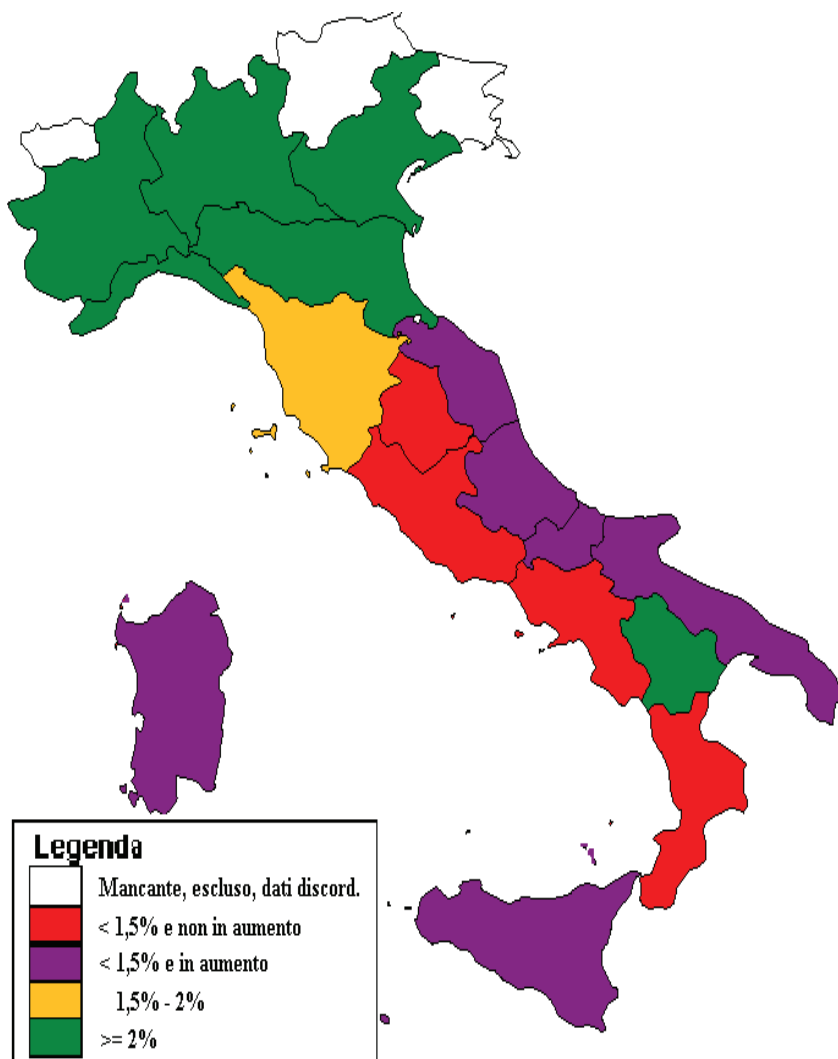 Legenda
Mancante, escluso, dati discord.
< 1,5% e non in aumento
< 1,5% e in aumento
1,5% - 2%
>= 2%